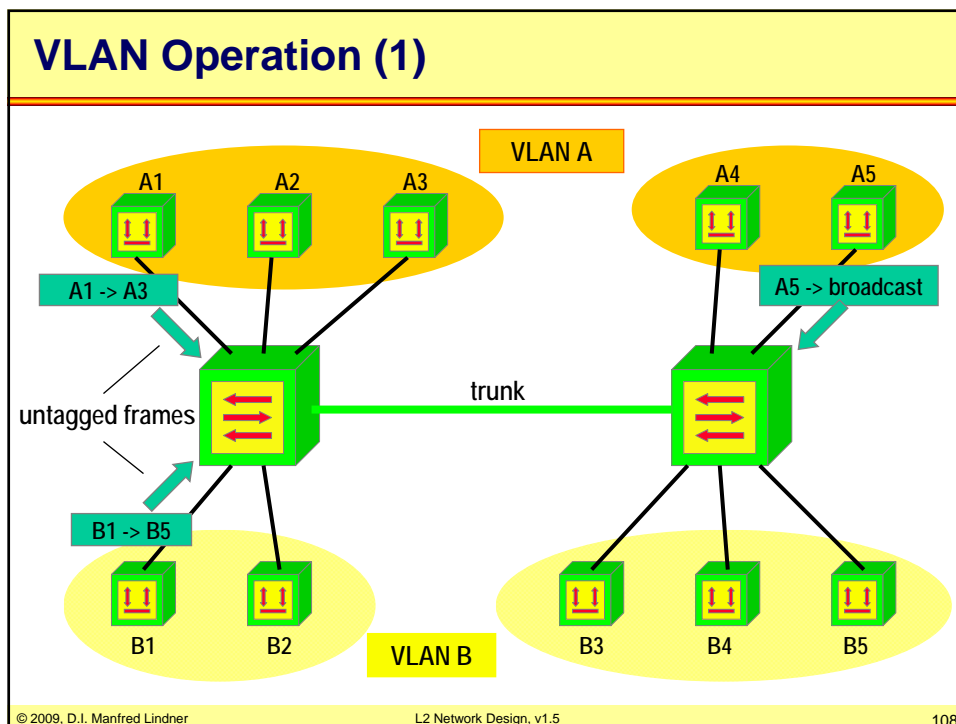 VLAN Operation (1)
VLAN A
A1
A2
A3
A4
A5
A1 -> A3
A5 -> broadcast
untagged frames
trunk
B1 -> B5
B1
B2
VLAN B
B3
B4
B5
© 2009, D.I. Manfred Lindner
L2 Network Design, v1.5
108